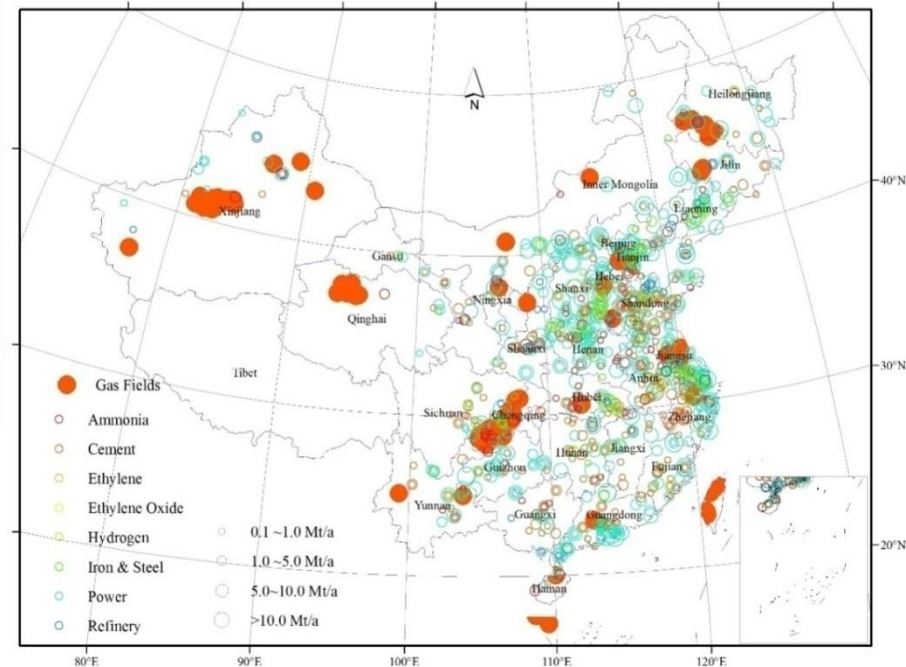 N
Heilongjiang
Jilin
Inner Mongolia
Xinjiang
Liaoning
Beijing
Tianjin
Gansu
Hebei
Shanxi
Ningxia
Shandong
Qinghai
Shaanxi
Henan
Jiangsu
Tibet
Anhui
Hubei
Sichuan
Chongqing
Zhejiang
Hunan
Jiangxi
Guizhou
Fujian
Yunnan
Guangxi
Guangdong
Hainan
Gas Fields
Ammonia
Cement
Ethylene
Ethylene Oxide
Hydrogen
Iron & Steel
Power
Refinery
0.1 ~1.0 Mt/a
1.0 ~5.0 Mt/a
5.0~10.0 Mt/a
>10.0 Mt/a
40°N
30°N
20°N
80°E
90°E
100°E
110°E
120°E